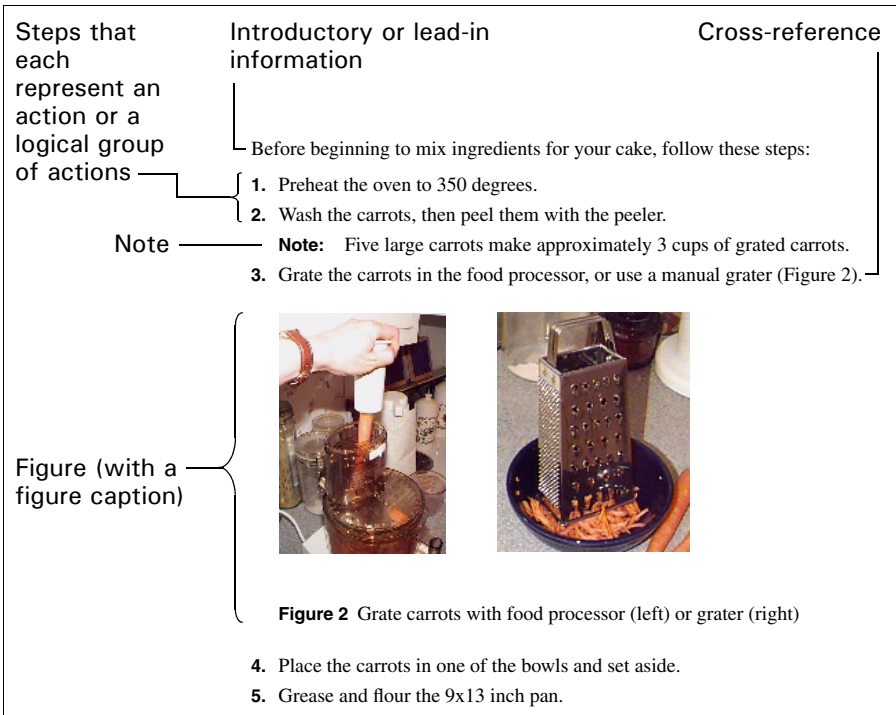 Steps that
each
represent an
action or a
logical group
of actions
Introductory or lead-in
information
Cross-reference
Before beginning to mix ingredients for your cake, follow these steps:
1. Preheat the oven to 350 degrees.
2. Wash the carrots, then peel them with the peeler.
Note
Note: Five large carrots make approximately 3 cups of grated carrots.
3. Grate the carrots in the food processor, or use a manual grater (Figure 2).
Figure (with a
figure caption)
Figure 2 Grate carrots with food processor (left) or grater (right)
4. Place the carrots in one of the bowls and set aside.
5. Grease and flour the 9x13 inch pan.